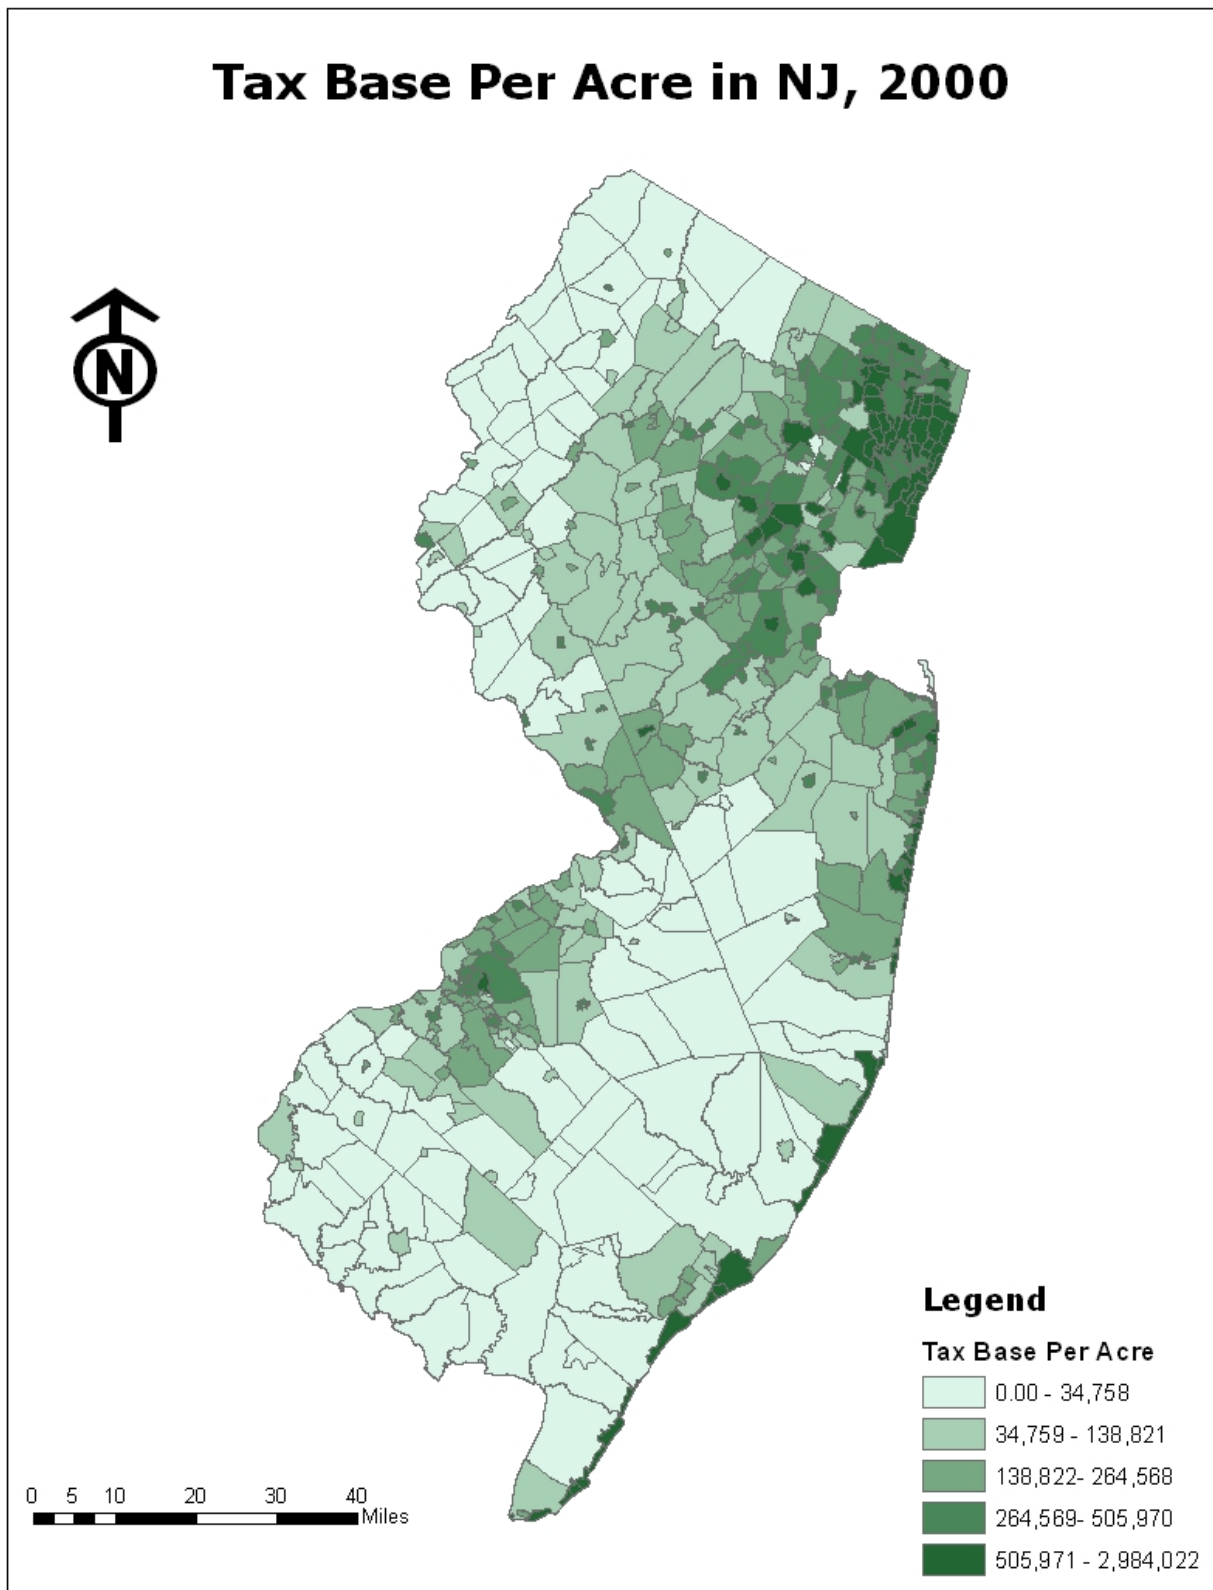 Tax Base Per Acre in NJ, 2000
N
Legend
Tax Base Per Acre
0.00 - 34,758
34,759 - 138,821
138,822- 264,568
264,569- 505,970
505,971 - 2,984,022
0 5 10 20 30 40
Miles